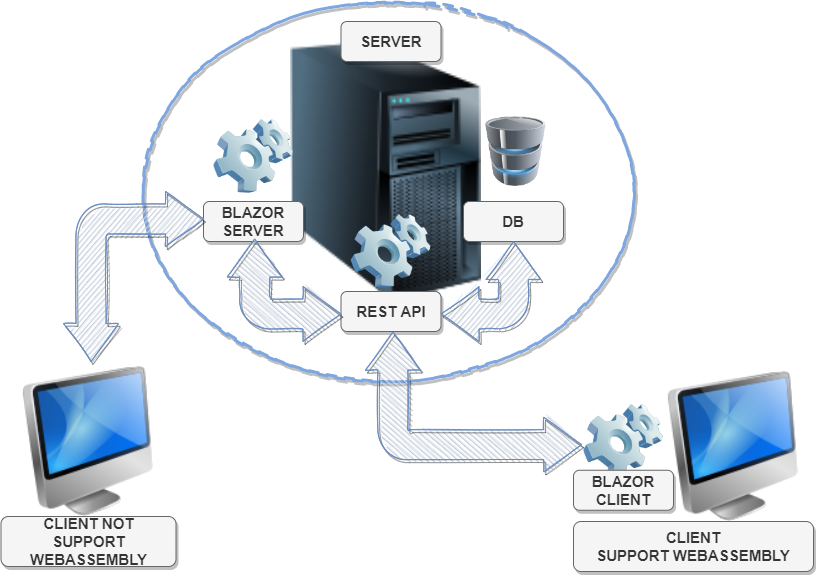 SERVER
BLAZOR
SERVER
DB
REST API
BLAZOR
CLIENT
CLIENT NOT
SUPPORT
WEBASSEMBLY
CLIENT
SUPPORT WEBASSEMBLY